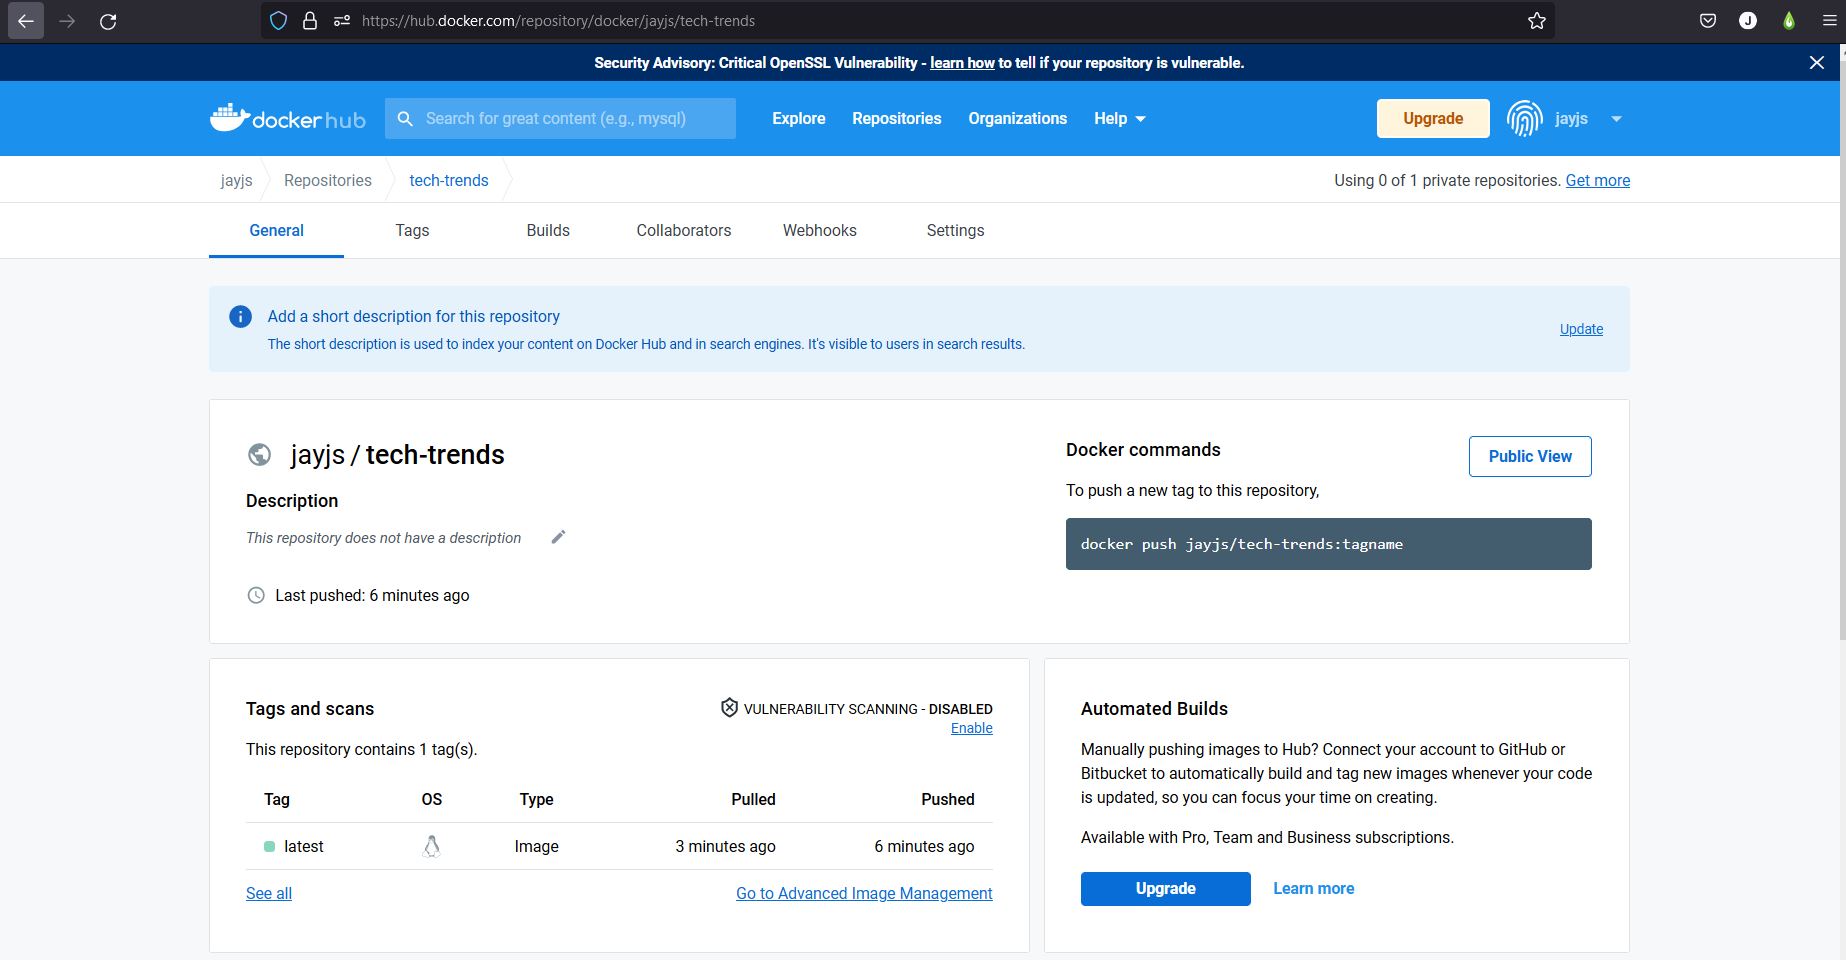 https://hub.docker.com/repository/docker/jayjs/tech-trends
J
Security Advisory: Critical OpenSSL Vulnerability - learn how to tell if your repository is vulnerable.
docker hub
Search for great content (e.g., mysql)
Explore Repositories Organizations Help
Upgrade
jayjs
jayjs Repositories tech-trends
Using 0 of 1 private repositories. Get more
General Tags Builds Collaborators Webhooks Settings
Add a short description for this repository
The short description is used to index your content on Docker Hub and in search engines. It's visible to users in search results.
Update
jayjs / tech-trends
Description
This repository does not have a description
Last pushed: 6 minutes ago
Docker commands
Public View
To push a new tag to this repository,
docker push jayjs/tech-trends:tagname
Tags and scans
VULNERABILITY SCANNING - DISABLED
Enable
This repository contains 1 tag(s).
Tag OS Type Pulled Pushed
latest Image 3 minutes ago 6 minutes ago
See all
Go to Advanced Image Management
Automated Builds
Manually pushing images to Hub? Connect your account to GitHub or
Bitbucket to automatically build and tag new images whenever your code
is updated, so you can focus your time on creating.
Available with Pro, Team and Business subscriptions.
Upgrade
Learn more